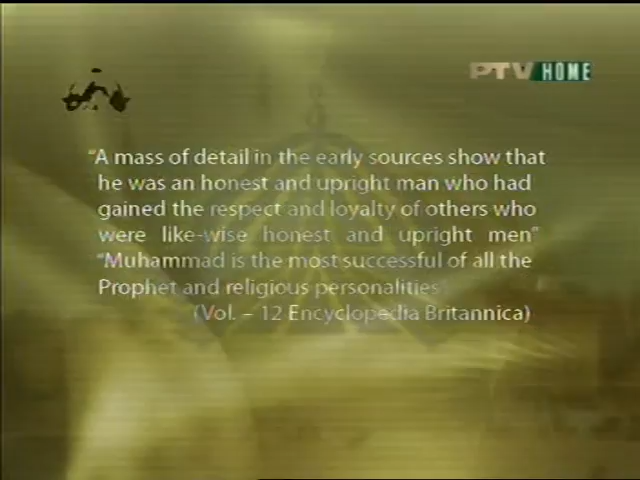 PTV HOME
"A mass of detail in the early sources show that
he was an honest and upright man who had
gained the respect and loyalty of others who
were like-wise honest and upright men"
"Muhammad is the most successful of all the
Prophet and religious personalities
(Vol. – 12 Encyclopedia Britannica)